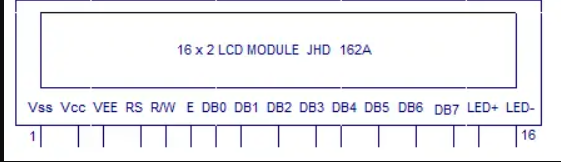 16 x 2 LCD MODULE JHD 162A
Vss Vcc VEE RS R/W E DB0 DB1 DB2 DB3 DB4 DB5 DB6 DB7 LED+ LED-
1 16